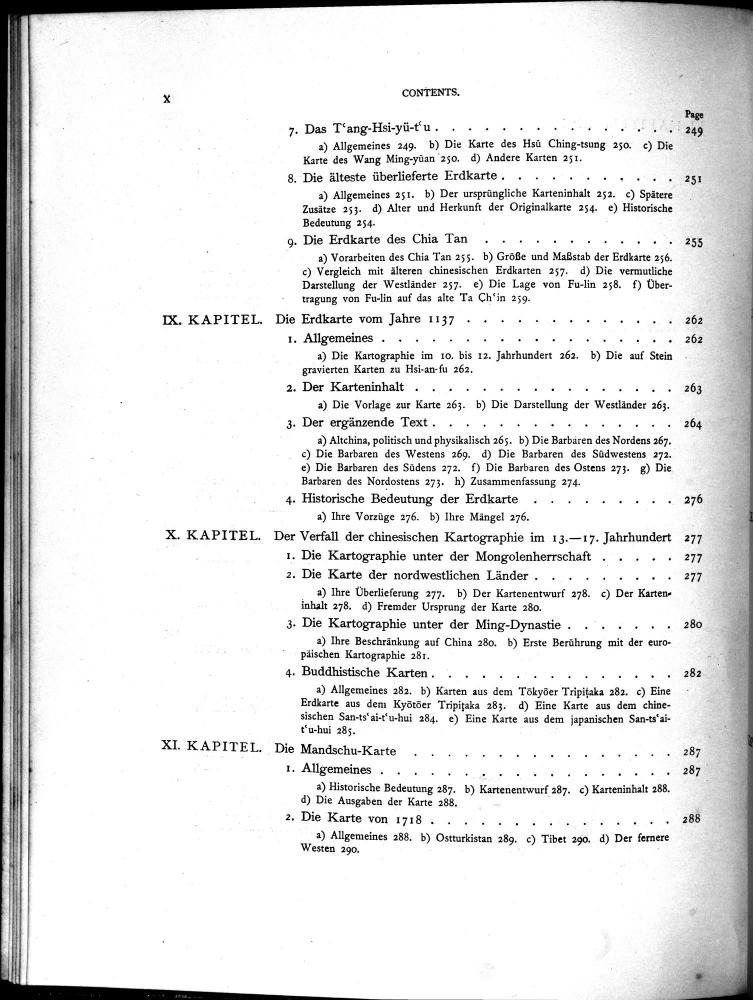 X CONTENTS.
Page
7. Das Tʻang-Hsi-yü-tʻu . . . . . . . . . . . . . . . 249
a) Allgemeines 249. b) Die Karte des Hsü Ching-tsung 250. c) Die
Karte des Wang Ming-yüan 250. d) Andere Karten 251.
8. Die älteste überlieferte Erdkarte . . . . . . . . . . . 251
a) Allgemeines 251. b) Der ursprüngliche Karteninhalt 252. c) Spätere
Zusätze 253. d) Alter und Herkunft der Originalkarte 254. e) Historische
Bedeutung 254.
9. Die Erdkarte des Chia Tan . . . . . . . . . . . . 255
a) Vorarbeiten des Chia Tan 255. b) Größe und Maßstab der Erdkarte 256.
c) Vergleich mit älteren chinesischen Erdkarten 257. d) Die vermutliche
Darstellung der Westländer 257. e) Die Lage von Fu-lin 258. f) Über-
tragung von Fu-lin auf das alte Ta Chʻin 259.
IX. KAPITEL. Die Erdkarte vom Jahre 1137 . . . . . . . . . . . . . 262
1. Allgemeines . . . . . . . . . . . . . . . . . . 262
a) Die Kartographie im 10. bis 12. Jahrhundert 262. b) Die auf Stein
gravierten Karten zu Hsi-an-fu 262.
2. Der Karteninhalt . . . . . . . . . . . . . . . . 263
a) Die Vorlage zur Karte 263. b) Die Darstellung der Westländer 263.
3. Der ergänzende Text . . . . . . . . . . . . . . . 264
a) Altchina, politisch und physikalisch 265. b) Die Barbaren des Nordens 267.
c) Die Barbaren des Westens 269. d) Die Barbaren des Südwestens 272.
e) Die Barbaren des Südens 272. f) Die Barbaren des Ostens 273. g) Die
Barbaren des Nordostens 273. h) Zusammenfassung 274.
4. Historische Bedeutung der Erdkarte . . . . . . . . . 276
a) Ihre Vorzüge 276. b) Ihre Mängel 276.
X. KAPITEL. Der Verfall der chinesischen Kartographie im 13.—17. Jahrhundert 277
1. Die Kartographie unter der Mongolenherrschaft . . . . . 277
2. Die Karte der nordwestlichen Länder . . . . . . . . . 277
a) Ihre Überlieferung 277. b) Der Kartenentwurf 278. c) Der Karten-
inhalt 278. d) Fremder Ursprung der Karte 280.
3. Die Kartographie unter der Ming-Dynastie . . . . . . . 280
a) Ihre Beschränkung auf China 280. b) Erste Berührung mit der euro-
päischen Kartographie 281.
4. Buddhistische Karten . . . . . . . . . . . . . . . 282
a) Allgemeines 282. b) Karten aus dem Tōkyōer Tripiṭaka 282. c) Eine
Erdkarte aus dem Kyōtōer Tripiṭaka 283. d) Eine Karte aus dem chine-
sischen San-tsʻai-tʻu-hui 284. e) Eine Karte aus dem japanischen San-tsʻai-
tʻu-hui 285.
XI. KAPITEL. Die Mandschu-Karte . . . . . . . . . . . . . . . . 287
1. Allgemeines . . . . . . . . . . . . . . . . . . 287
a) Historische Bedeutung 287. b) Kartenentwurf 287. c) Karteninhalt 288.
d) Die Ausgaben der Karte 288.
2. Die Karte von 1718 . . . . . . . . . . . . . . . 288
a) Allgemeines 288. b) Ostturkistan 289. c) Tibet 290. d) Der fernere
Westen 290.